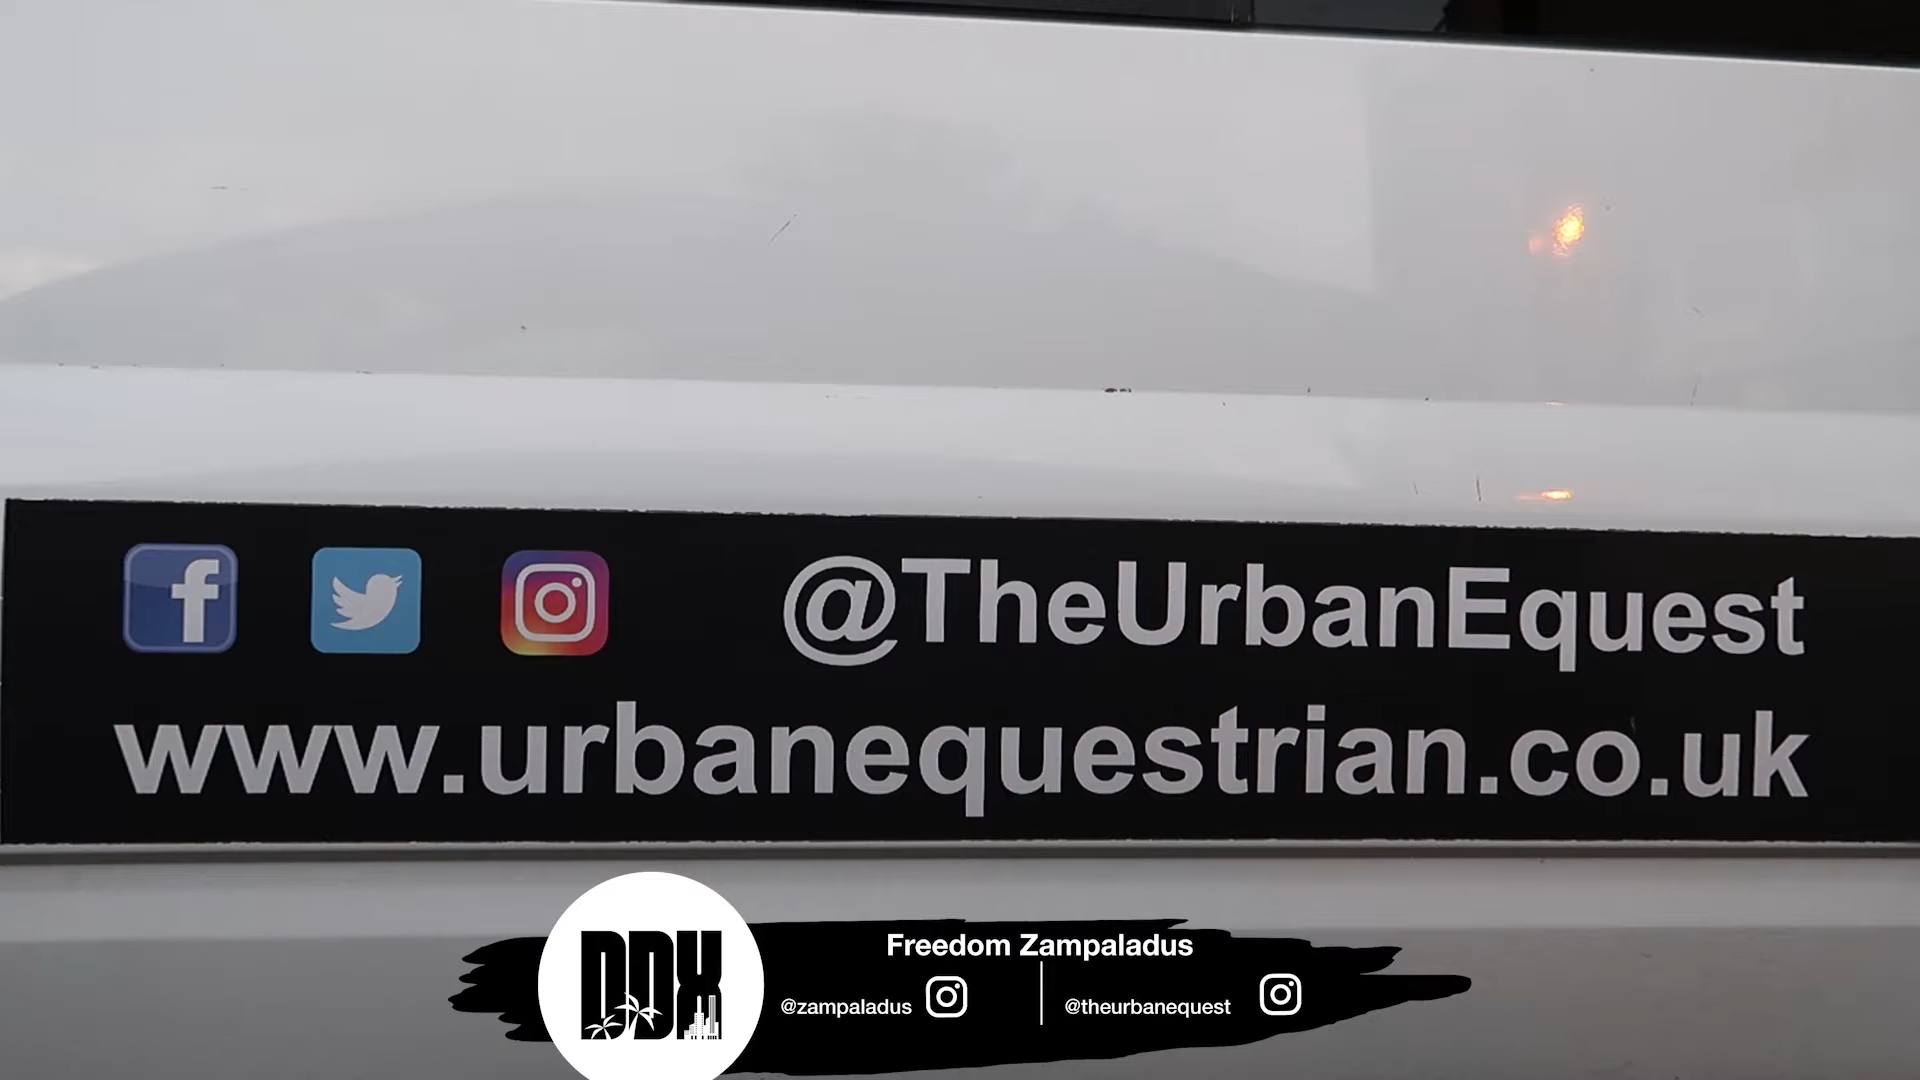 @TheUrbanEquest
www.urbanequestrian.co.uk
DDX
Freedom Zampaladus
@zampaladus
@theurbanequest